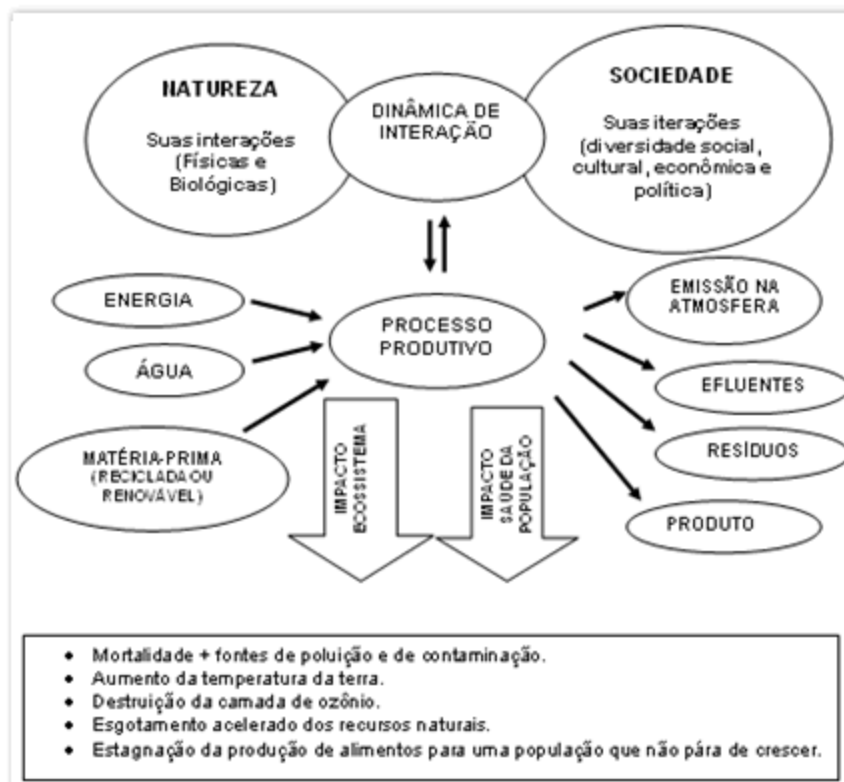 NATUREZA
Suas interações
(Físicas e
Biológicas)
DINÂMICA DE
INTERAÇÃO
SOCIEDADE
Suas iterações
(diversidade social,
cultural, econômica e
política)
ENERGIA
ÁGUA
MATÉRIA-PRIMA
(RECICLADA OU
RENOVÁVEL)
PROCESSO
PRODUTIVO
EMISSÃO NA
ATMOSFERA
EFLUENTES
RESÍDUOS
PRODUTO
IMPACTO
ECOSSISTEMA
IMPACTO
SAÚDE DA
POPULAÇÃO
• Mortalidade + fontes de poluição e de contaminação.
• Aumento da temperatura da terra.
• Destruição da camada de ozônio.
• Esgotamento acelerado dos recursos naturais.
• Estagnação da produção de alimentos para uma população que não pára de crescer.